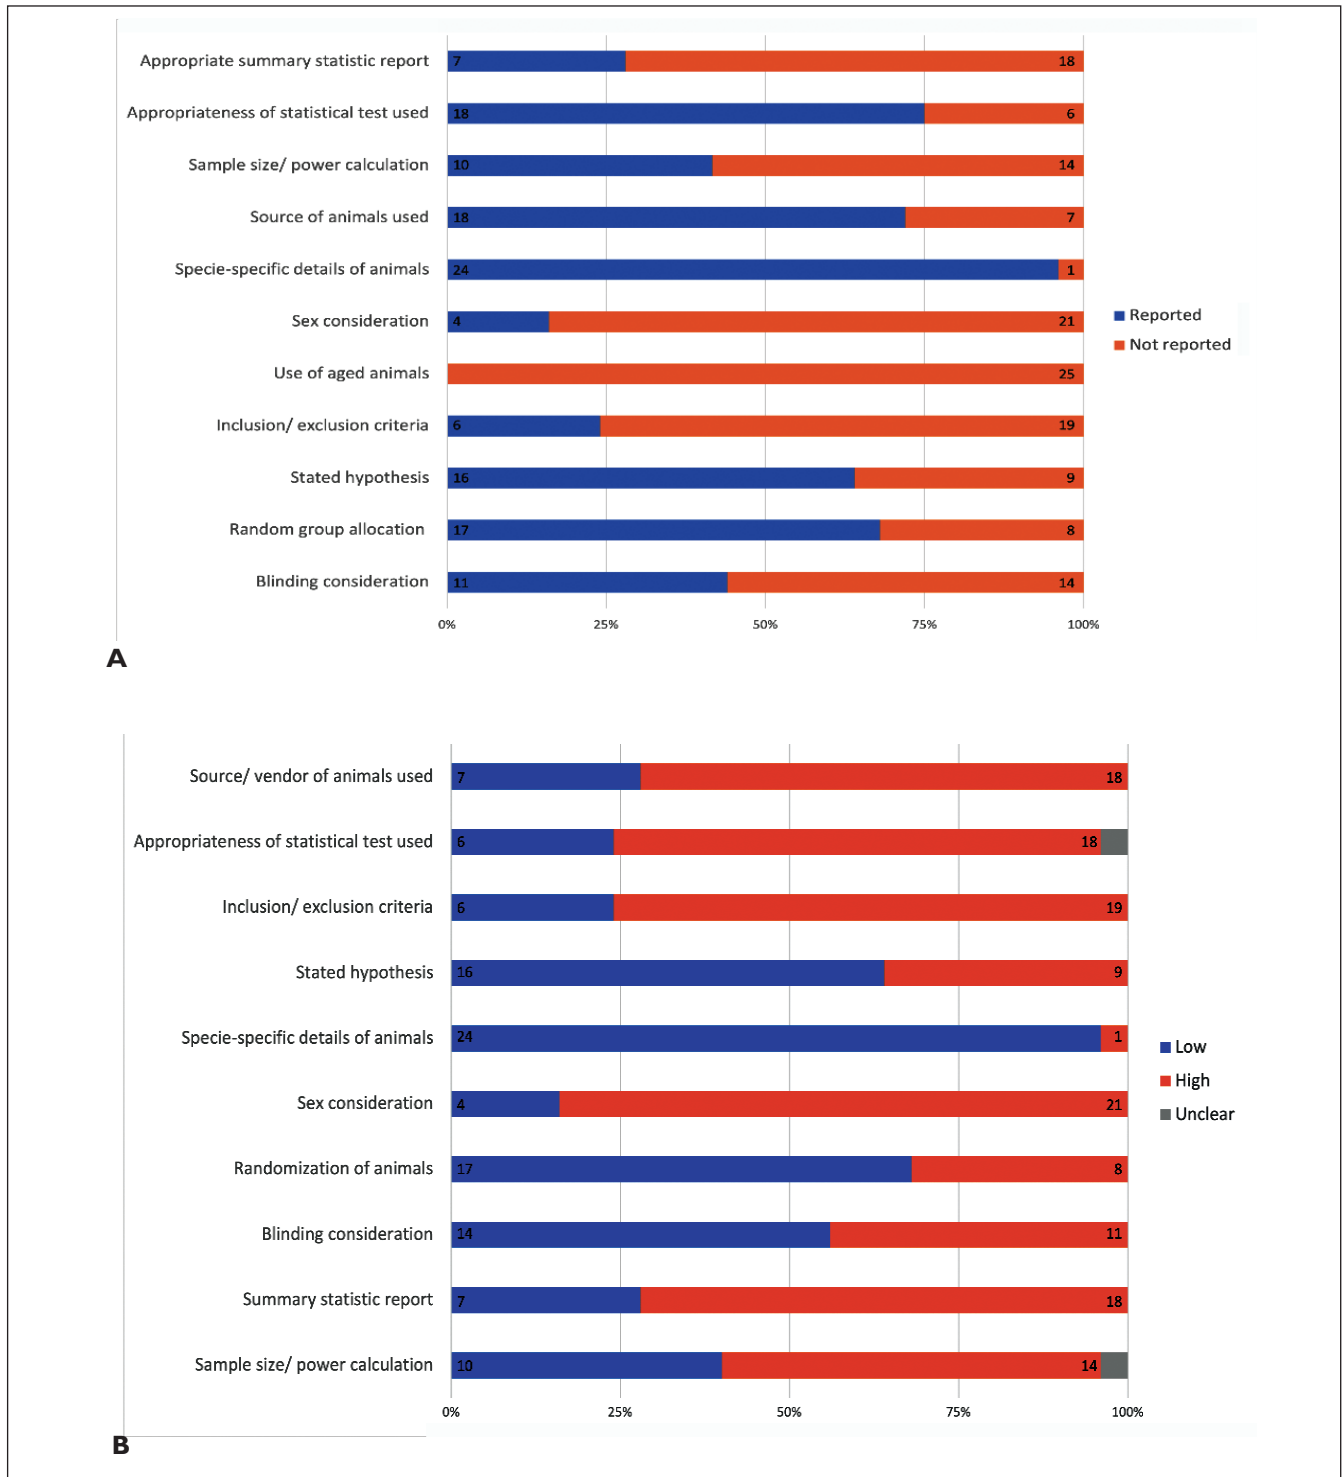 Appropriate summary statistic report 7 18
Appropriateness of statistical test used 18 6
Sample size/ power calculation 10 14
Source of animals used 18 7
Specie-specific details of animals 24 1
Sex consideration 4 21
Use of aged animals 25
Inclusion/ exclusion criteria 6 19
Stated hypothesis 16 9
Random group allocation 17 8
Blinding consideration 11 14
0% 25% 50% 75% 100%
Reported
Not reported
A
Source/ vendor of animals used 7 18
Appropriateness of statistical test used 6 18
Inclusion/ exclusion criteria 6 19
Stated hypothesis 16 9
Specie-specific details of animals 24 1
Sex consideration 4 21
Randomization of animals 17 8
Blinding consideration 14 11
Summary statistic report 7 18
Sample size/ power calculation 10 14
0% 25% 50% 75% 100%
Low
High
Unclear
B